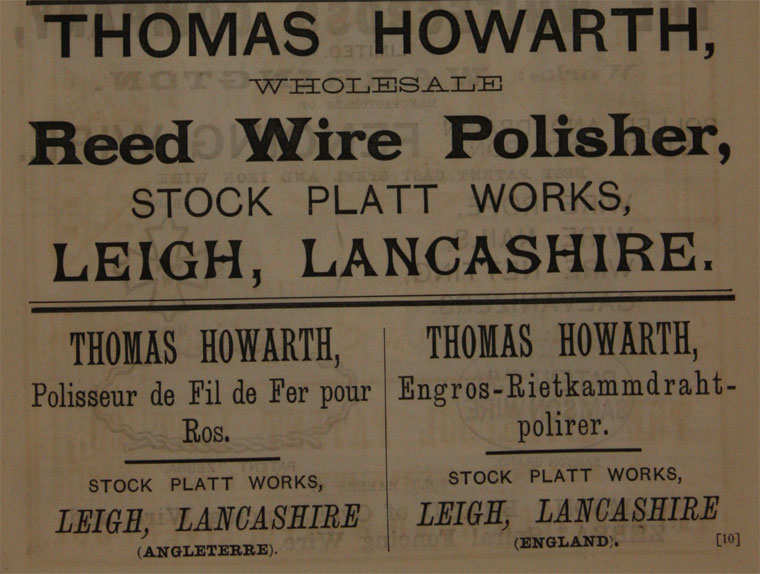 THOMAS HOWARTH,
WHOLESALE
Reed Wire Polisher,
STOCK PLATT WORKS,
LEIGH, LANCASHIRE.
THOMAS HOWARTH,
Polisseur de Fil de Fer pour
Ros.
STOCK PLATT WORKS,
LEIGH, LANCASHIRE
(ANGLETERRE).
THOMAS HOWARTH,
Engros-Rietkammdraht-
polirer.
STOCK PLATT WORKS,
LEIGH, LANCASHIRE
(ENGLAND).
[10]